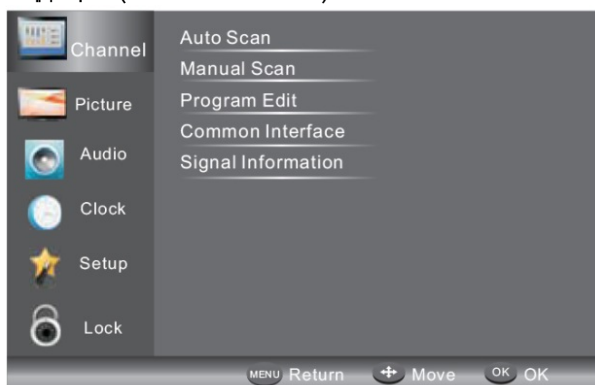 Channel
Picture
Audio
Clock
Setup
Lock
Auto Scan
Manual Scan
Program Edit
Common Interface
Signal Information
MENU Return Move OK OK